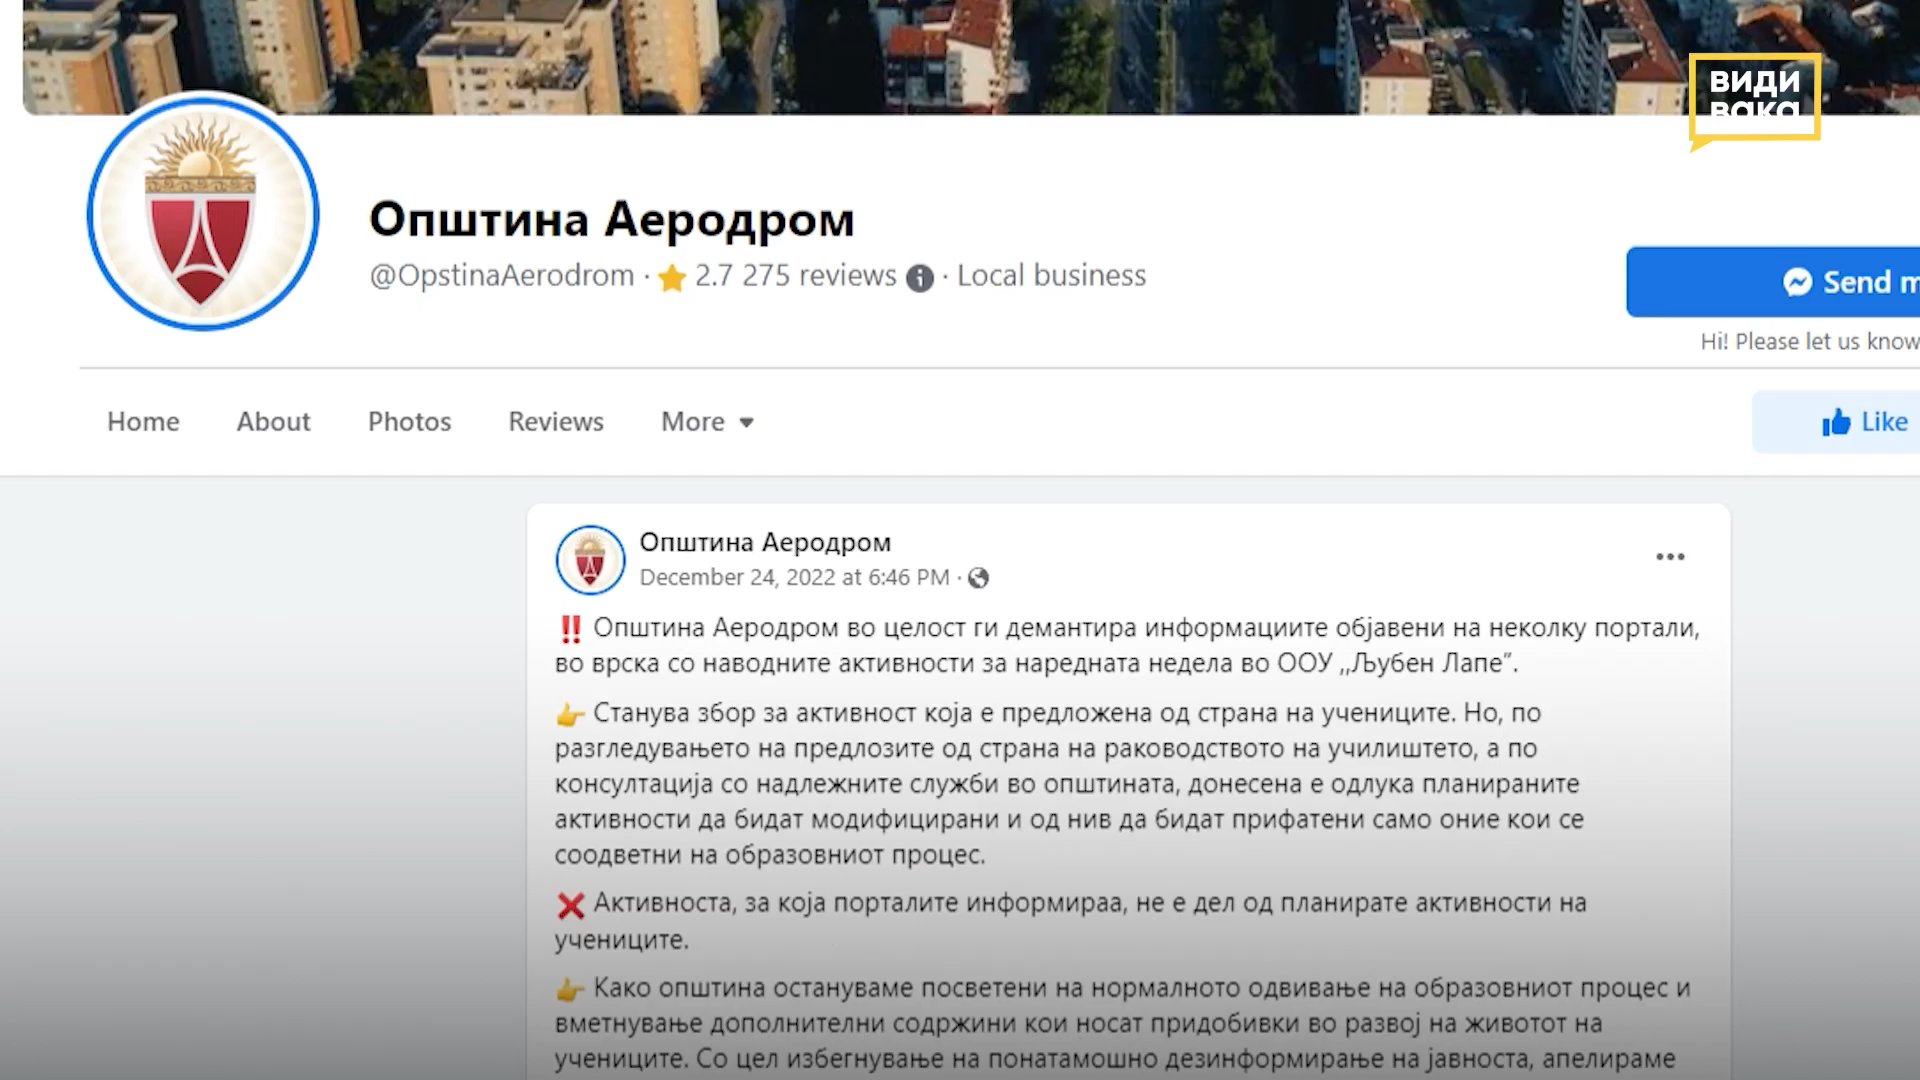 види
вака
Општина Аеродром
@OpstinaAerodrom · 2.7 275 reviews · Local business
Send
Hi! Please let us know
Home About Photos Reviews More
Like
Општина Аеродром
December 24, 2022 at 6:46 PM ·
‼️ Општина Аеродром во целост ги демантира информациите објавени на неколку портали,
во врска со наводните активности за наредната недела во ООУ ,,Љубен Лапе”.
👉 Станува збор за активност која е предложена од страна на учениците. Но, по
разгледувањето на предлозите од страна на раководството на училиштето, а по
консултација со надлежните служби во општината, донесена е одлука планираните
активности да бидат модифицирани и од нив да бидат прифатени само оние кои се
соодветни на образовниот процес.
❌ Активноста, за која порталите информираа, не е дел од планирате активности на
учениците.
👉 Како општина остануваме посветени на нормалното одвивање на образовниот процес и
вметнување дополнителни содржини кои носат придобивки во развој на животот на
учениците. Со цел избегнување на понатамошно дезинформирање на јавноста, апелираме